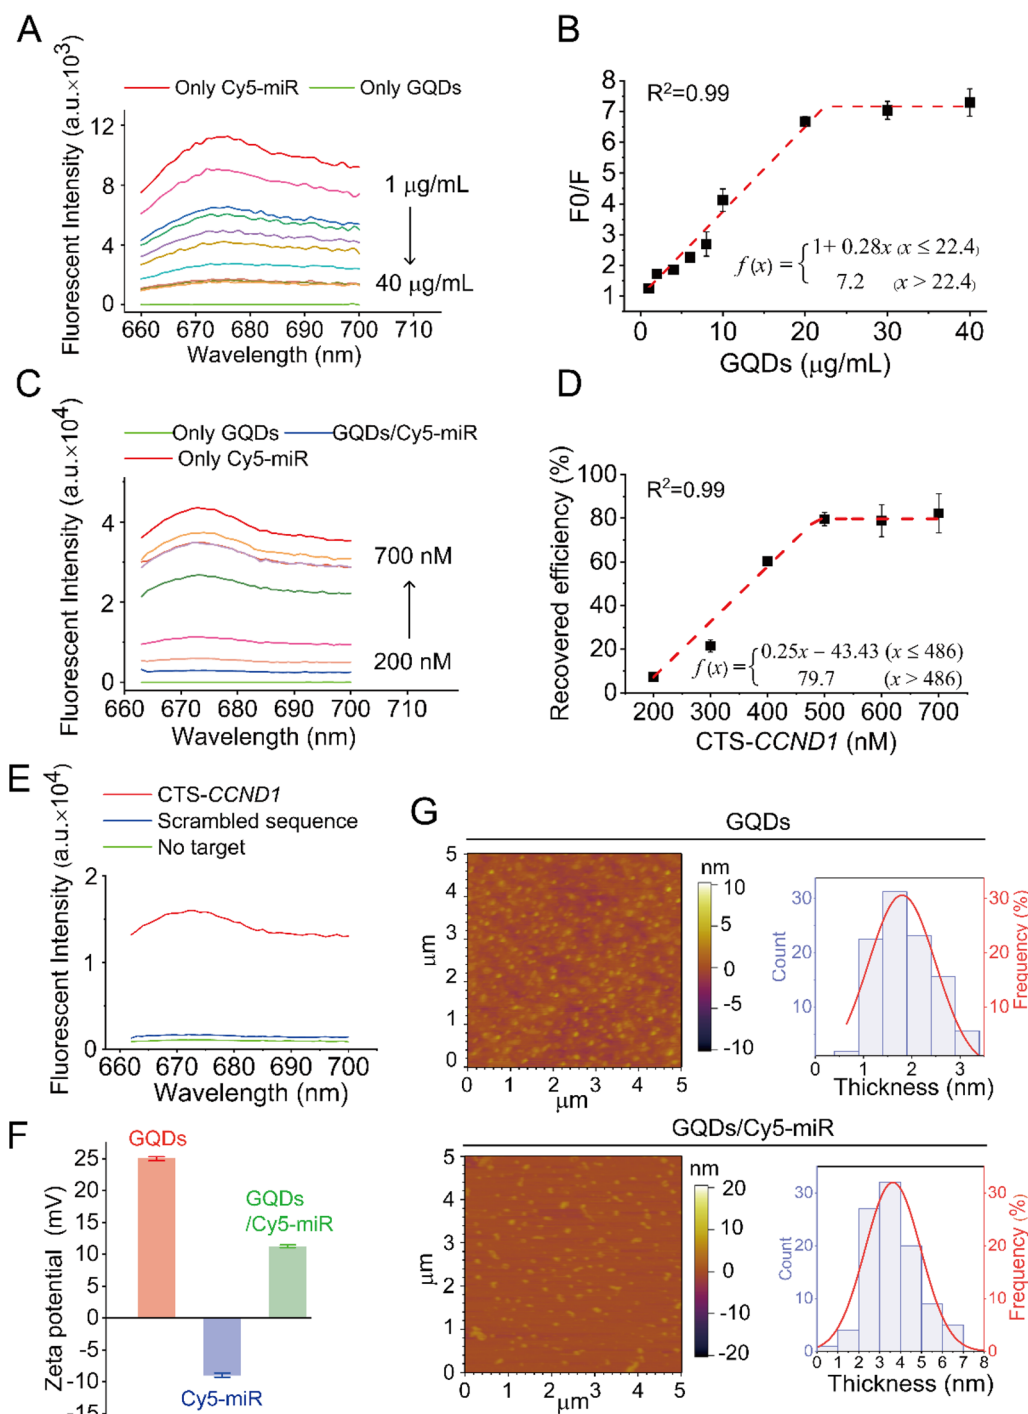 A
Fluorescent Intensity (a.u.×10³)
Only Cy5-miR
Only GQDs
12
8
4
0
1 μg/mL
40 μg/mL
660 670 680 690 700 710
Wavelength (nm)
B
F0/F
R²=0.99
8
7
6
5
4
3
2
1
f(x) = { 1+ 0.28x (x ≤ 22.4)
7.2 (x > 22.4)
0 10 20 30 40
GQDs (μg/mL)
C
Fluorescent Intensity (a.u.×10⁴)
Only GQDs
GQDs/Cy5-miR
Only Cy5-miR
4
2
0
700 nM
200 nM
660 670 680 690 700 710
Wavelength (nm)
D
Recovered efficiency (%)
R²=0.99
100
80
60
40
20
0
f(x) = { 0.25x − 43.43 (x ≤ 486)
79.7 (x > 486)
200 300 400 500 600 700
CTS-CCND1 (nM)
E
Fluorescent Intensity (a.u.×10⁴)
CTS-CCND1
Scrambled sequence
No target
2
1
0
660 670 680 690 700
Wavelength (nm)
F
Zeta potential (mV)
GQDs
GQDs
/Cy5-miR
Cy5-miR
25
20
15
10
5
0
-5
-10
-15
G
GQDs
μm
5
4
3
2
1
0
0 1 2 3 4 5
μm
nm
10
5
0
-5
-10
Count
30
20
10
Frequency (%)
30
20
10
1 2 3
Thickness (nm)
GQDs/Cy5-miR
μm
5
4
3
2
1
0
0 1 2 3 4 5
μm
nm
20
10
0
-10
-20
Count
30
20
10
0
Frequency (%)
30
20
10
0
0 1 2 3 4 5 6 7 8
Thickness (nm)